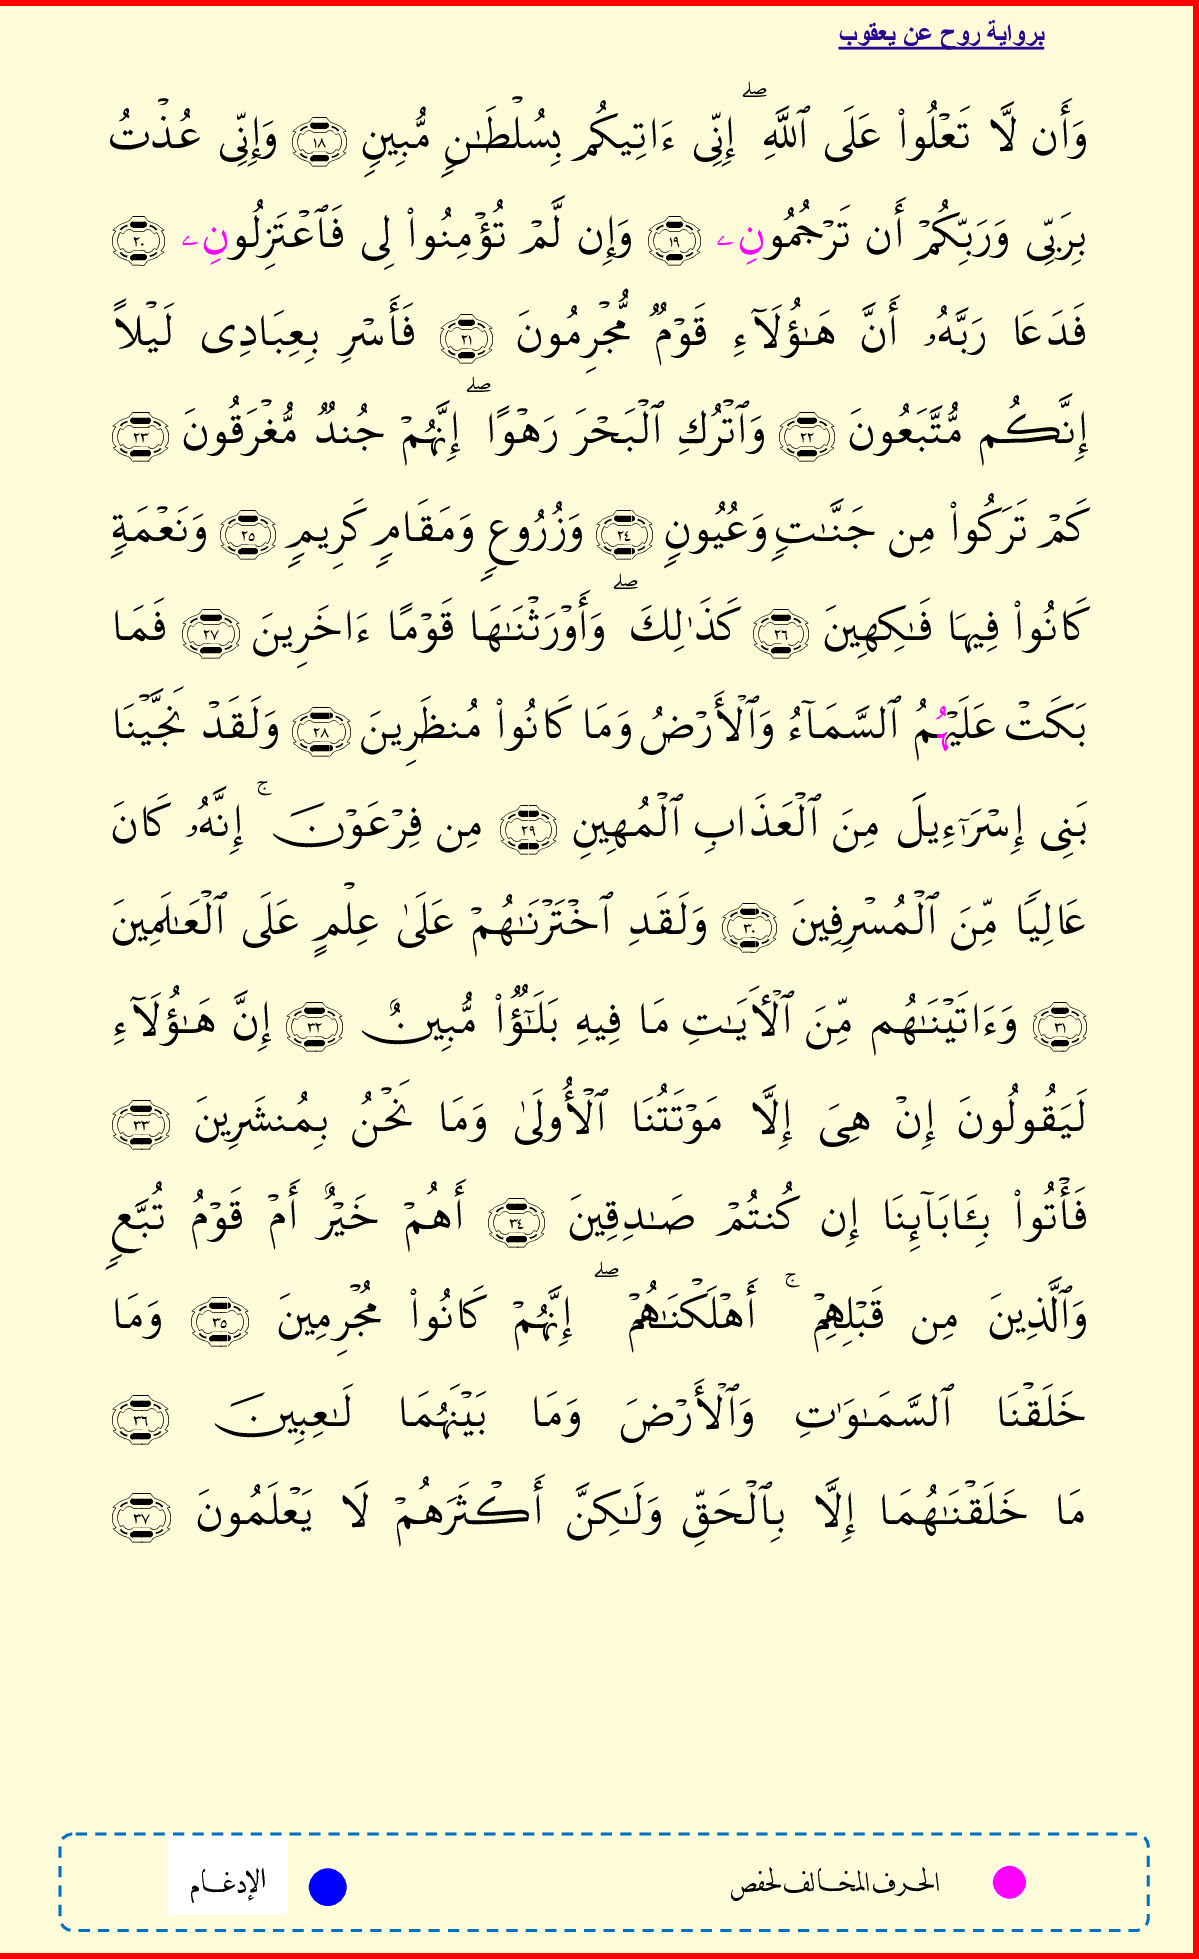 برواية روح عن يعقوب
وَأَن لَّا تَعْلُوا۟ عَلَى ٱللَّهِ ۖ إِنِّى ءَاتِيكُم بِسُلْطَـٰنٍ مُّبِينٍ ١٨ وَإِنِّى عُذْتُ
بِرَبِّى وَرَبِّكُمْ أَن تَرْجُمُونِۦ ١٩ وَإِن لَّمْ تُؤْمِنُوا۟ لِى فَٱعْتَزِلُونِۦ ٢٠
فَدَعَا رَبَّهُۥ أَنَّ هَـٰٓؤُلَآءِ قَوْمٌ مُّجْرِمُونَ ٢١ فَأَسْرِ بِعِبَادِى لَيْلًا
إِنَّكُم مُّتَّبَعُونَ ٢٢ وَٱتْرُكِ ٱلْبَحْرَ رَهْوًا ۖ إِنَّهُمْ جُندٌ مُّغْرَقُونَ ٢٣
كَمْ تَرَكُوا۟ مِن جَنَّـٰتٍ وَعُيُونٍ ٢٤ وَزُرُوعٍ وَمَقَامٍ كَرِيمٍ ٢٥ وَنَعْمَةٍ
كَانُوا۟ فِيهَا فَـٰكِهِينَ ٢٦ كَذَٰلِكَ ۖ وَأَوْرَثْنَـٰهَا قَوْمًا ءَاخَرِينَ ٢٧ فَمَا
بَكَتْ عَلَيْهُمُ ٱلسَّمَآءُ وَٱلْأَرْضُ وَمَا كَانُوا۟ مُنظَرِينَ ٢٨ وَلَقَدْ نَجَّيْنَا
بَنِى إِسْرَٰٓءِيلَ مِنَ ٱلْعَذَابِ ٱلْمُهِينِ ٢٩ مِن فِرْعَوْنَ ۚ إِنَّهُۥ كَانَ
عَالِيًا مِّنَ ٱلْمُسْرِفِينَ ٣٠ وَلَقَدِ ٱخْتَرْنَـٰهُمْ عَلَىٰ عِلْمٍ عَلَى ٱلْعَـٰلَمِينَ
٣١ وَءَاتَيْنَـٰهُم مِّنَ ٱلْـَٔايَـٰتِ مَا فِيهِ بَلَـٰٓؤٌا۟ مُّبِينٌ ٣٢ إِنَّ هَـٰٓؤُلَآءِ
لَيَقُولُونَ إِنْ هِىَ إِلَّا مَوْتَتُنَا ٱلْأُولَىٰ وَمَا نَحْنُ بِمُنشَرِينَ ٣٣
فَأْتُوا۟ بِـَٔابَآئِنَا إِن كُنتُمْ صَـٰدِقِينَ ٣٤ أَهُمْ خَيْرٌ أَمْ قَوْمُ تُبَّعٍ
وَٱلَّذِينَ مِن قَبْلِهِمْ ۚ أَهْلَكْنَـٰهُمْ ۖ إِنَّهُمْ كَانُوا۟ مُجْرِمِينَ ٣٥ وَمَا
خَلَقْنَا ٱلسَّمَـٰوَٰتِ وَٱلْأَرْضَ وَمَا بَيْنَهُمَا لَـٰعِبِينَ ٣٦
مَا خَلَقْنَـٰهُمَا إِلَّا بِٱلْحَقِّ وَلَـٰكِنَّ أَكْثَرَهُمْ لَا يَعْلَمُونَ ٣٧
الحرف المخالف لحفص الإدغام